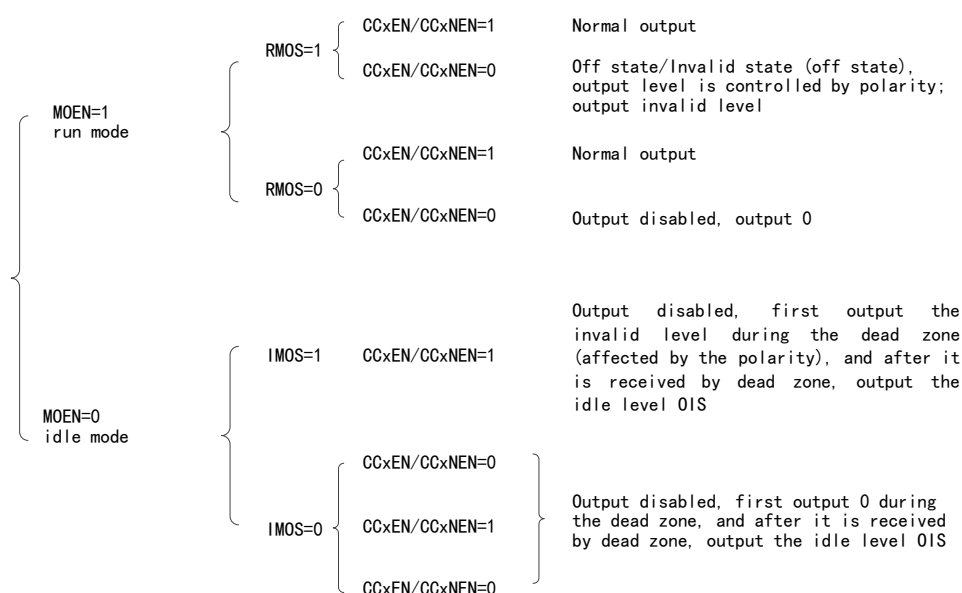 CCxEN/CCxNEN=1 Normal output
RMOS=1
CCxEN/CCxNEN=0 Off state/Invalid state (off state),
output level is controlled by polarity;
output invalid level
MOEN=1
run mode
CCxEN/CCxNEN=1 Normal output
RMOS=0
CCxEN/CCxNEN=0 Output disabled, output 0
Output disabled, first output the
invalid level during the dead zone
IMOS=1 CCxEN/CCxNEN=1 (affected by the polarity), and after it
is received by dead zone, output the
idle level OIS
MOEN=0
idle mode
CCxEN/CCxNEN=0
Output disabled, first output 0 during
IMOS=0 CCxEN/CCxNEN=1 the dead zone, and after it is received
by dead zone, output the idle level OIS
CCxEN/CCxNEN=0